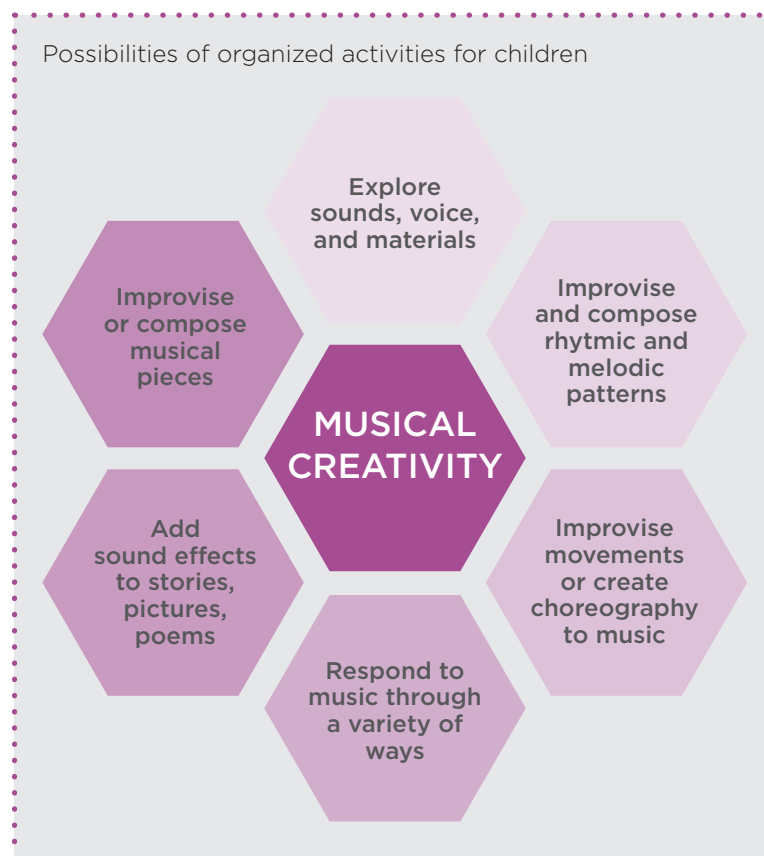 Possibilities of organized activities for children
Explore
sounds, voice,
and materials
Improvise
and compose
rhytmic and
melodic
patterns
Improvise
movements
or create
choreography
to music
Respond to
music through
a variety of
ways
Add
sound effects
to stories,
pictures,
poems
Improvise
or compose
musical
pieces
MUSICAL
CREATIVITY